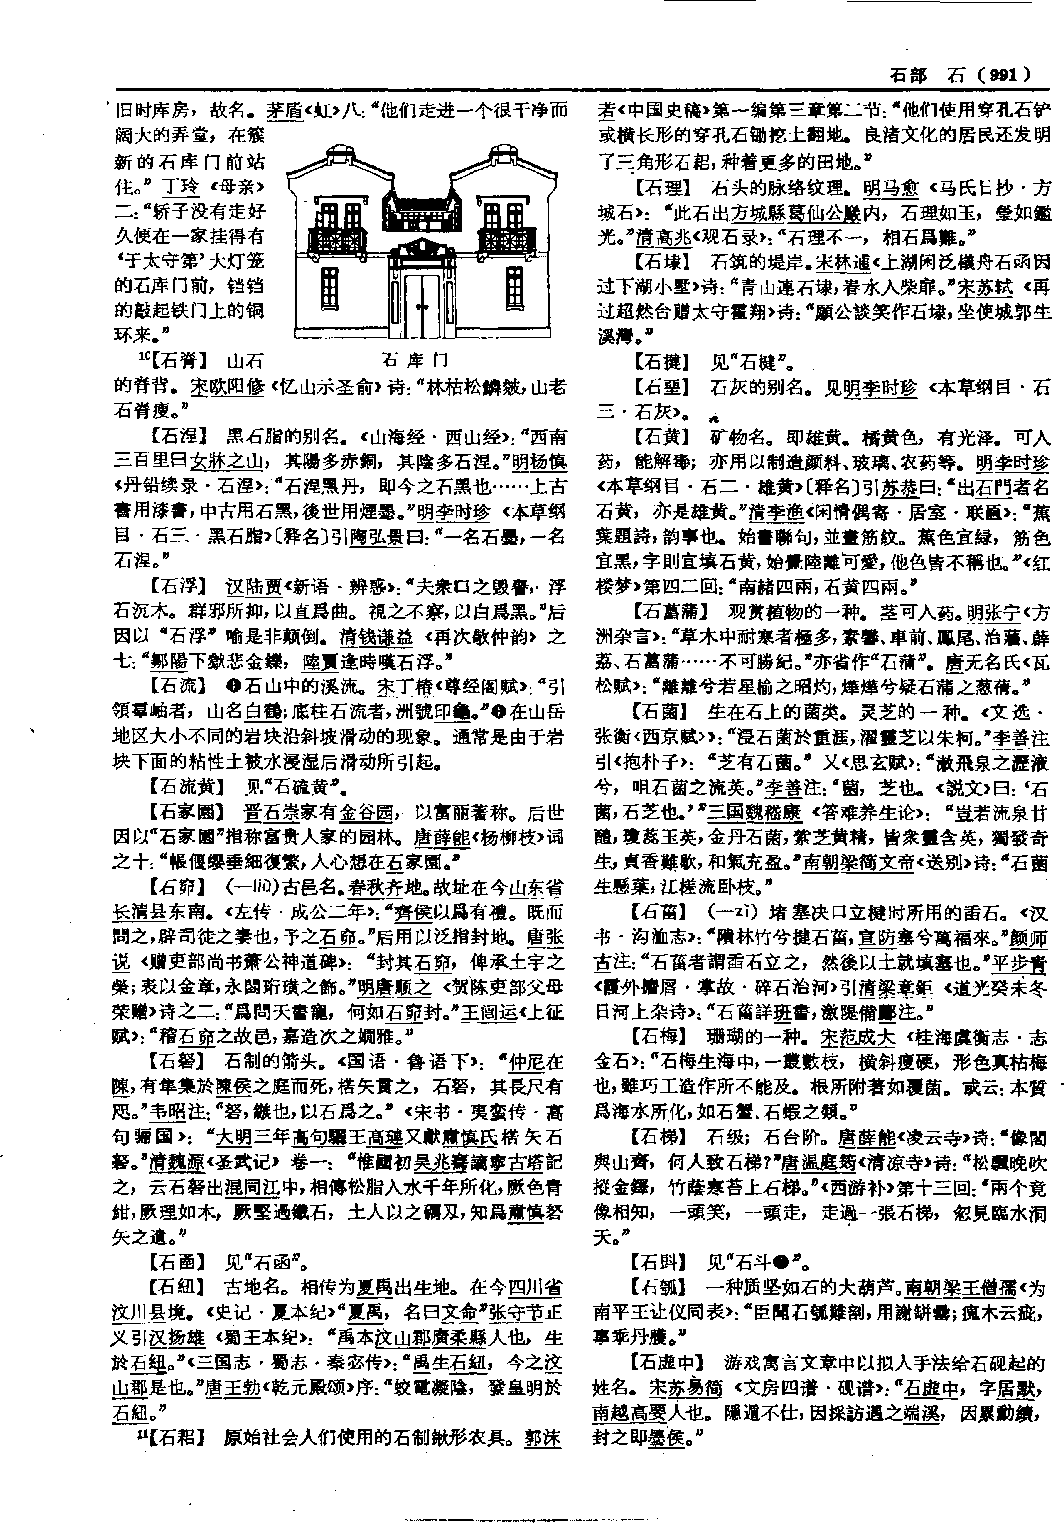 石部　石（991）
旧时库房，故名。茅盾《虹》八：“他们走进一个很干净而
阔大的弄堂，在簇
新的石库门前站
住。”丁玲《母亲》
二：“轿子没有走好
久便在一家挂得有
‘于太守第’大灯笼
的石库门前，铛铛
的敲起铁门上的铜
环来。”
石库门
10【石脊】　山石
的脊背。宋欧阳修《忆山示圣俞》诗：“林枯松鳞皴，山老
石脊瘦。”
【石涅】　黑石脂的别名。《山海经·西山经》：“西南
三百里曰女牀之山，其陽多赤銅，其陰多石涅。”明杨慎
《丹铅续录·石涅》：“石涅黑丹，即今之石黑也……上古
書用漆書，中古用石黑，後世用煙墨。”明李时珍《本草纲
目·石三·黑石脂》〔释名〕引陶弘景曰：“一名石墨，一名
石涅。”
【石浮】　汉陆贾《新语·辨惑》：“夫衆口之毁譽，浮
石沉木。群邪所抑，以直爲曲。視之不察，以白爲黑。”后
因以“石浮”喻是非颠倒。清钱谦益《再次敬仲韵》之
七：“鄒陽下獄悲金鑠，陸賈逢時嘆石浮。”
【石流】　❶石山中的溪流。宋丁椿《尊经阁赋》：“引
領羣岫者，山名白鶴；底柱石流者，洲號印龜。”❷在山岳
地区大小不同的岩块沿斜坡滑动的现象。通常是由于岩
块下面的粘性土被水浸湿后滑动所引起。
【石流黄】　见“石硫黄”。
【石家園】　晋石崇家有金谷园，以富丽著称。后世
因以“石家園”指称富贵人家的园林。唐薛能《杨柳枝》词
之十：“帳偃纓垂細復繁，人心想在石家園。”
【石窌】　（—liù）古邑名。春秋齐地。故址在今山东省
长清县东南。《左传·成公二年》：“齊侯以爲有禮。既而
問之，辟司徒之妻也，予之石窌。”后用以泛指封地。唐张
说《赠吏部尚书萧公神道碑》：“封其石窌，俾承土宇之
榮；表以金章，永闕珩璜之飾。”明唐顺之《贺陈吏部父母
荣赠》诗之二：“爲問天書寵，何如石窌封。”王闿运《上征
赋》：“稽石窌之故邑，嘉造次之嫺雅。”
【石砮】　石制的箭头。《国语·鲁语下》：“仲尼在
陳，有隼集於陳侯之庭而死，楛矢貫之，石砮，其長尺有
咫。”韦昭注：“砮，鏃也，以石爲之。”《宋书·夷蛮传·高
句骊国》：“大明三年高句驪王高璉又獻肅慎氏楛矢石
砮。”清魏源《圣武记》卷一：“惟國初吴兆騫謫寧古塔記
之，云石砮出混同江中，相傳松脂入水千年所化，厥色青
紺，厥理如木，厥堅過鐵石，土人以之礪刃，知爲肅慎砮
矢之遺。”
【石圅】　见“石函”。
【石紐】　古地名。相传为夏禹出生地。在今四川省
汶川县境。《史记·夏本纪》“夏禹，名曰文命”张守节正
义引汉扬雄《蜀王本纪》：“禹本汶山郡廣柔縣人也，生
於石紐。”《三国志·蜀志·秦宓传》：“禹生石紐，今之汶
山郡是也。”唐王勃《乾元殿颂》序：“蛟電凝陰，發皇明於
石紐。”
11【石耜】　原始社会人们使用的石制锹形农具。郭沫
若《中国史稿》第一编第三章第二节：“他们使用穿孔石铲
或横长形的穿孔石锄挖土翻地。良渚文化的居民还发明
了三角形石耜，种着更多的田地。”
【石理】　石头的脉络纹理。明马愈《马氏日抄·方
城石》：“此石出方城縣葛仙公巖内，石理如玉，瑩如鑑
光。”清高兆《观石录》：“石理不一，相石爲難。”
【石埭】　石筑的堤岸。宋林逋《上湖闲泛檥舟石函因
过下湖小墅》诗：“青山連石埭，春水入柴扉。”宋苏轼《再
过超然台赠太守霍翔》诗：“願公談笑作石埭，坐使城郭生
溪灣。”
【石揵】　见“石楗”。
【石堊】　石灰的别名。见明李时珍《本草纲目·石
三·石灰》。
【石黄】　矿物名。即雄黄。橘黄色，有光泽。可入
药，能解毒；亦用以制造颜料、玻璃、农药等。明李时珍
《本草纲目·石二·雄黄》〔释名〕引苏恭曰：“出石門者名
石黄，亦是雄黄。”清李渔《闲情偶寄·居室·联匾》：“蕉
葉題詩，韵事也。始書聯句，並畫筋紋。蕉色宜緑，筋色
宜黑，字則宜填石黄，始覺陸離可愛，他色皆不稱也。”《红
楼梦》第四二回：“南赭四兩，石黄四兩。”
【石菖蒲】　观赏植物的一种。茎可入药。明张宁《方
洲杂言》：“草木中耐寒者極多，素馨、車前、鳳尾、治蘠、薜
荔、石菖蒲……不可勝紀。”亦省作“石蒲”。唐无名氏《瓦
松赋》：“離離兮若星榆之昭灼，㷸㷸兮疑石蒲之葱蒨。”
【石菌】　生在石上的菌类。灵芝的一种。《文选·
张衡〈西京赋〉》：“浸石菌於重涯，濯靈芝以朱柯。”李善注
引《抱朴子》：“芝有石菌。”又《思玄赋》：“漱飛泉之瀝液
兮，咀石菌之流英。”李善注：“菌，芝也。《説文》曰：‘石
菌，石芝也。’”三国魏嵇康《答难养生论》：“豈若流泉甘
醴，瓊蕊玉英，金丹石菌，紫芝黄精，皆衆靈含英，獨發奇
生，貞香難歇，和氣充盈。”南朝梁简文帝《送别》诗：“石菌
生懸葉，江槎流卧枝。”
【石菑】　（—zì）堵塞决口立楗时所用的臿石。《汉
书·沟洫志》：“隤林竹兮揵石菑，宣防塞兮萬福來。”颜师
古注：“石菑者謂臿石立之，然後以土就填塞也。”平步青
《霞外攟屑·掌故·碎石治河》引清梁章鉅《道光癸未冬
日河上杂诗》：“石菑詳班書，激隄備酈注。”
【石梅】　珊瑚的一种。宋范成大《桂海虞衡志·志
金石》：“石梅生海中，一叢數枝，横斜瘦硬，形色真枯梅
也，雖巧工造作所不能及。根所附着如覆菌。或云：本質
爲海水所化，如石蟹、石蝦之類。”
【石梯】　石级；石台阶。唐薛能《凌云寺》诗：“像閣
與山齊，何人致石梯？”唐温庭筠《清凉寺》诗：“松飄晚吹
摐金鐸，竹蔭寒苔上石梯。”《西游补》第十三回：“兩个竟
像相知，一頭笑，一頭走，走過一張石梯，忽見臨水洞
天。”
【石㪷】　见“石斗❶”。
【石瓠】　一种质坚如石的大葫芦。南朝梁王僧孺《为
南平王让仪同表》：“臣聞石瓠難剖，用謝缾罍；瘣木云疵，
事乖丹雘。”
【石虚中】　游戏寓言文章中以拟人手法给石砚起的
姓名。宋苏易简《文房四谱·砚谱》：“石虚中，字居默，
南越高要人也。隱遁不仕，因採訪遇之端溪，因累勳績，
封之即墨侯。”